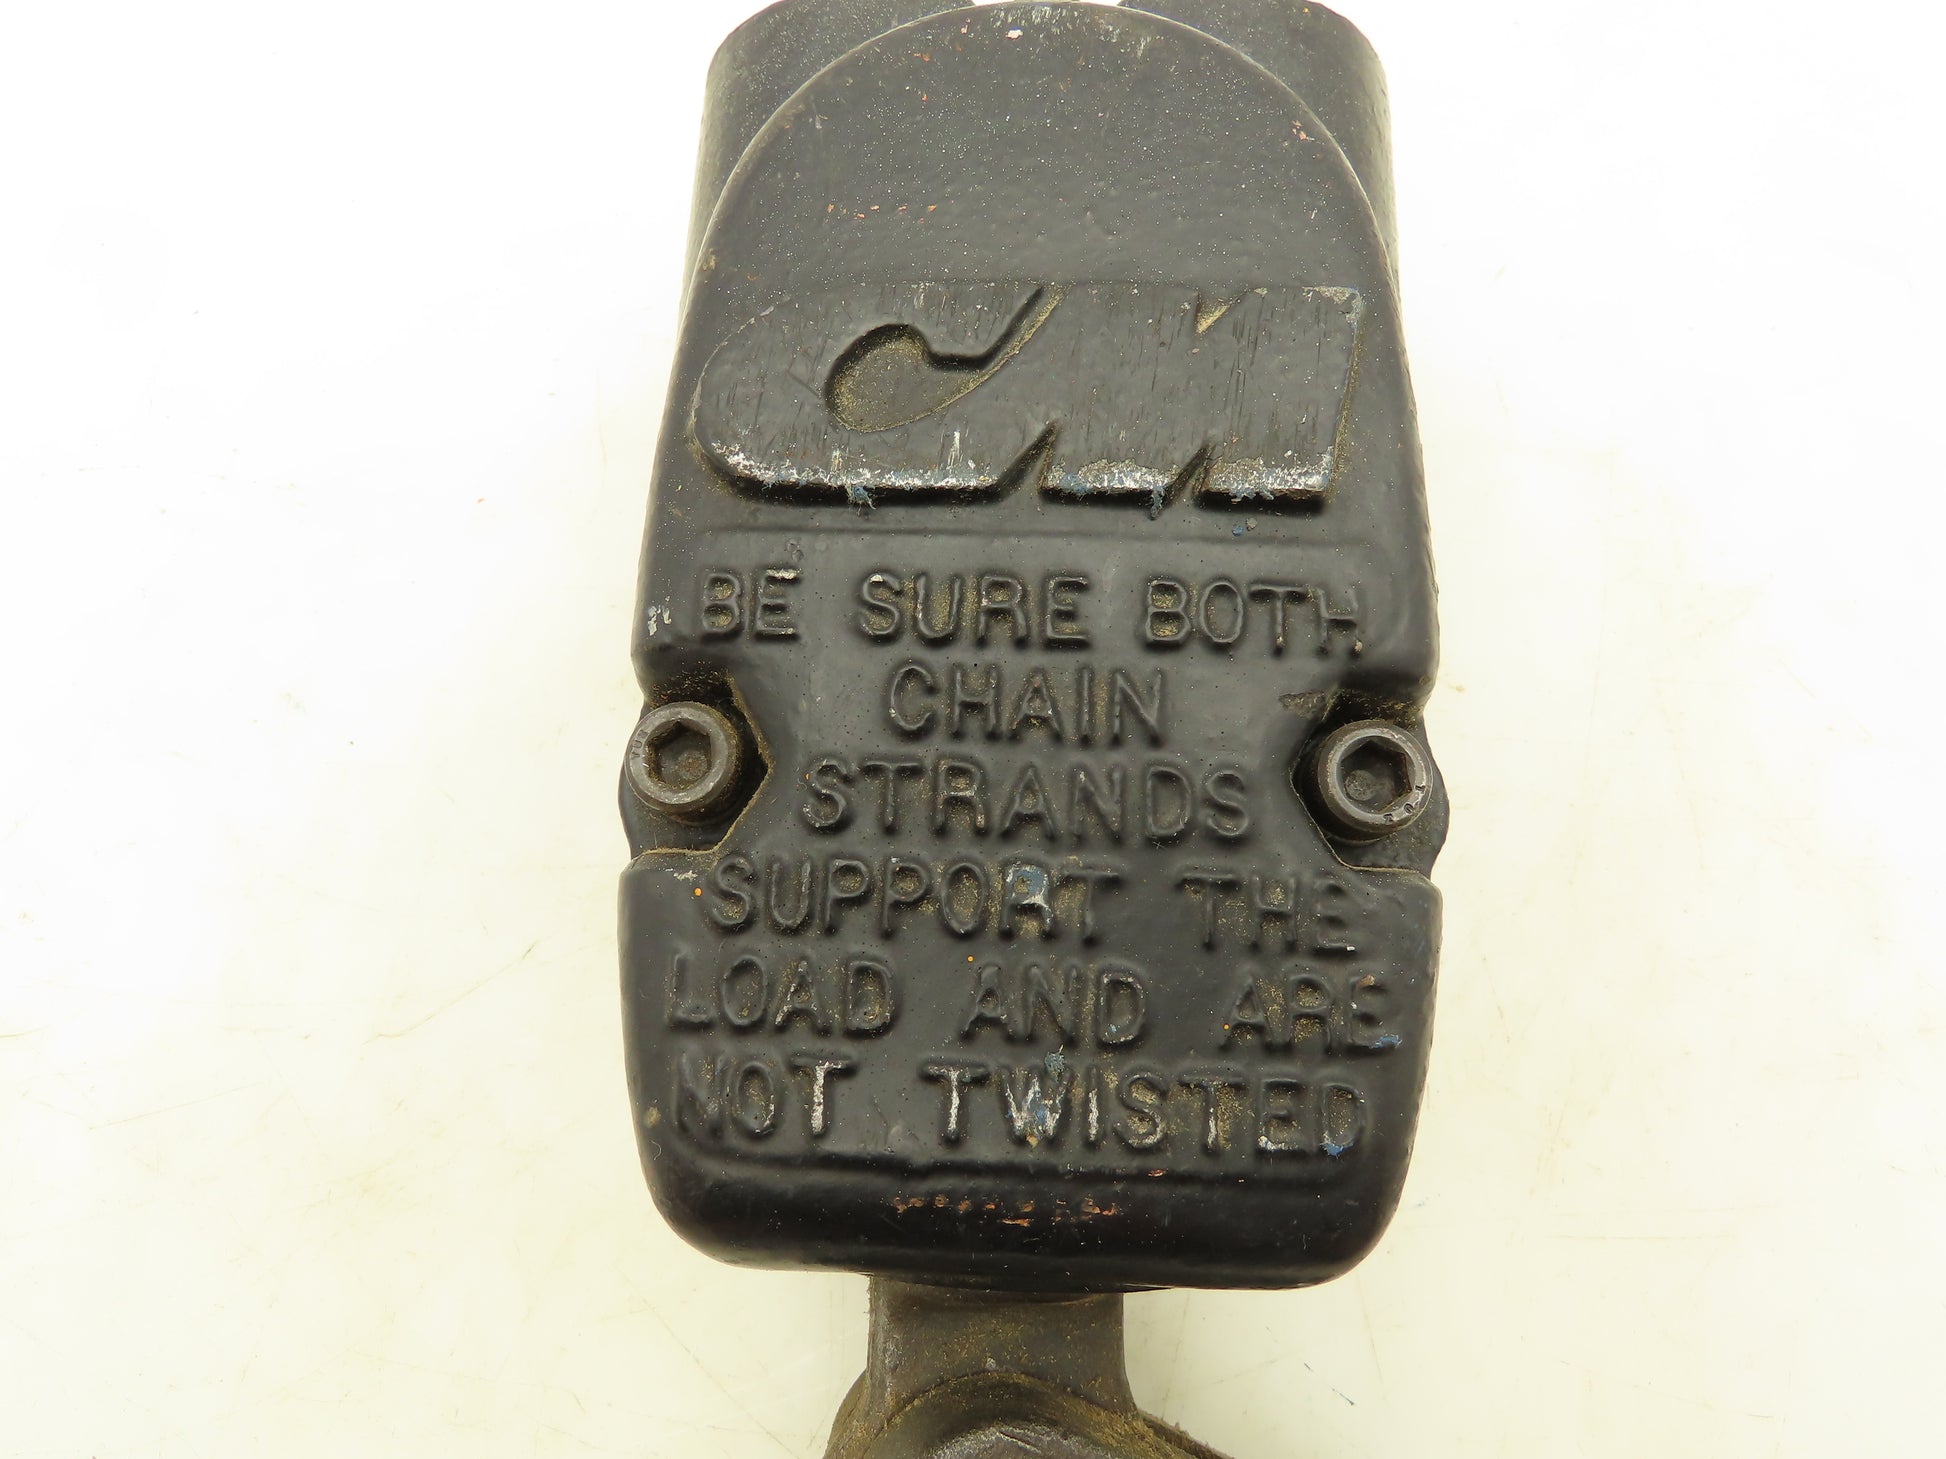 CM
BE SURE BOTH
CHAIN
STRANDS
SUPPORT THE
LOAD AND ARE
NOT TWISTED